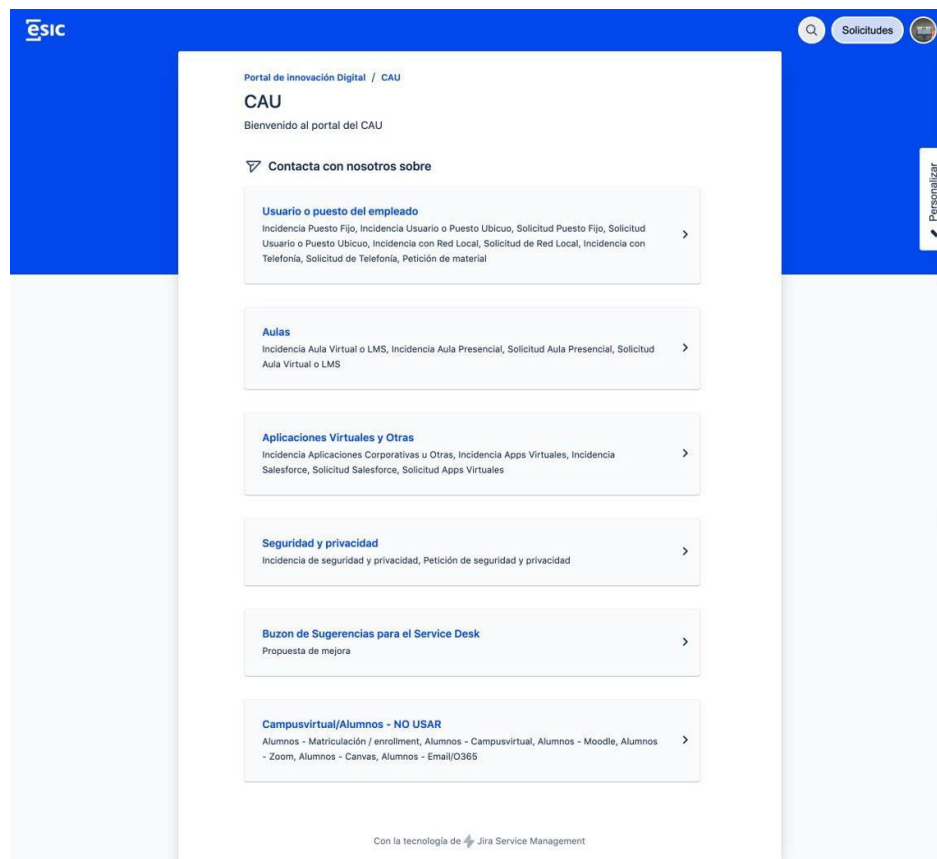 esic
Solicitudes
Personalizar
Portal de innovación Digital / CAU
CAU
Bienvenido al portal del CAU
Contacta con nosotros sobre
Usuario o puesto del empleado
Incidencia Puesto Fijo, Incidencia Usuario o Puesto Ubicuo, Solicitud Puesto Fijo, Solicitud
Usuario o Puesto Ubicuo, Incidencia con Red Local, Solicitud de Red Local, Incidencia con
Telefonía, Solicitud de Telefonía, Petición de material
Aulas
Incidencia Aula Virtual o LMS, Incidencia Aula Presencial, Solicitud Aula Presencial, Solicitud
Aula Virtual o LMS
Aplicaciones Virtuales y Otras
Incidencia Aplicaciones Corporativas u Otras, Incidencia Apps Virtuales, Incidencia
Salesforce, Solicitud Salesforce, Solicitud Apps Virtuales
Seguridad y privacidad
Incidencia de seguridad y privacidad, Petición de seguridad y privacidad
Buzon de Sugerencias para el Service Desk
Propuesta de mejora
Campusvirtual/Alumnos - NO USAR
Alumnos - Matriculación / enrollment, Alumnos - Campusvirtual, Alumnos - Moodle, Alumnos
- Zoom, Alumnos - Canvas, Alumnos - Email/O365
Con la tecnología de Jira Service Management